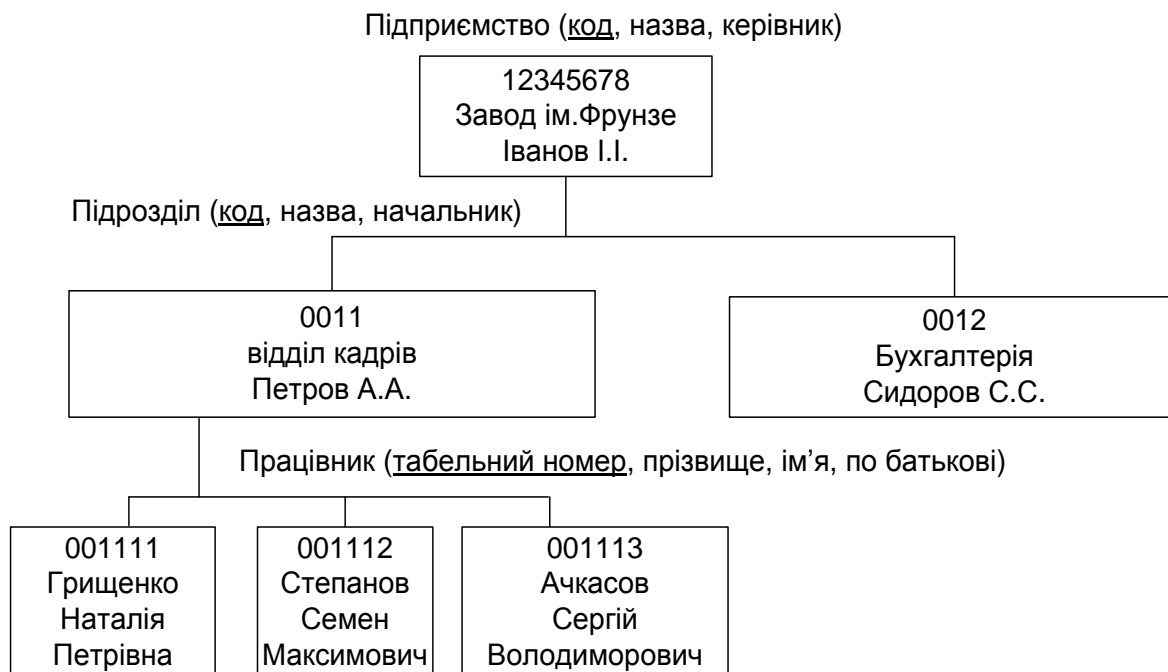 Підприємство (код, назва, керівник)
12345678
Завод ім.Фрунзе
Іванов І.І.
Підрозділ (код, назва, начальник)
0011
відділ кадрів
Петров А.А.
0012
Бухгалтерія
Сидоров С.С.
Працівник (табельний номер, прізвище, ім’я, по батькові)
001111
Грищенко
Наталія
Петрівна
001112
Степанов
Семен
Максимович
001113
Ачкасов
Сергій
Володиморович